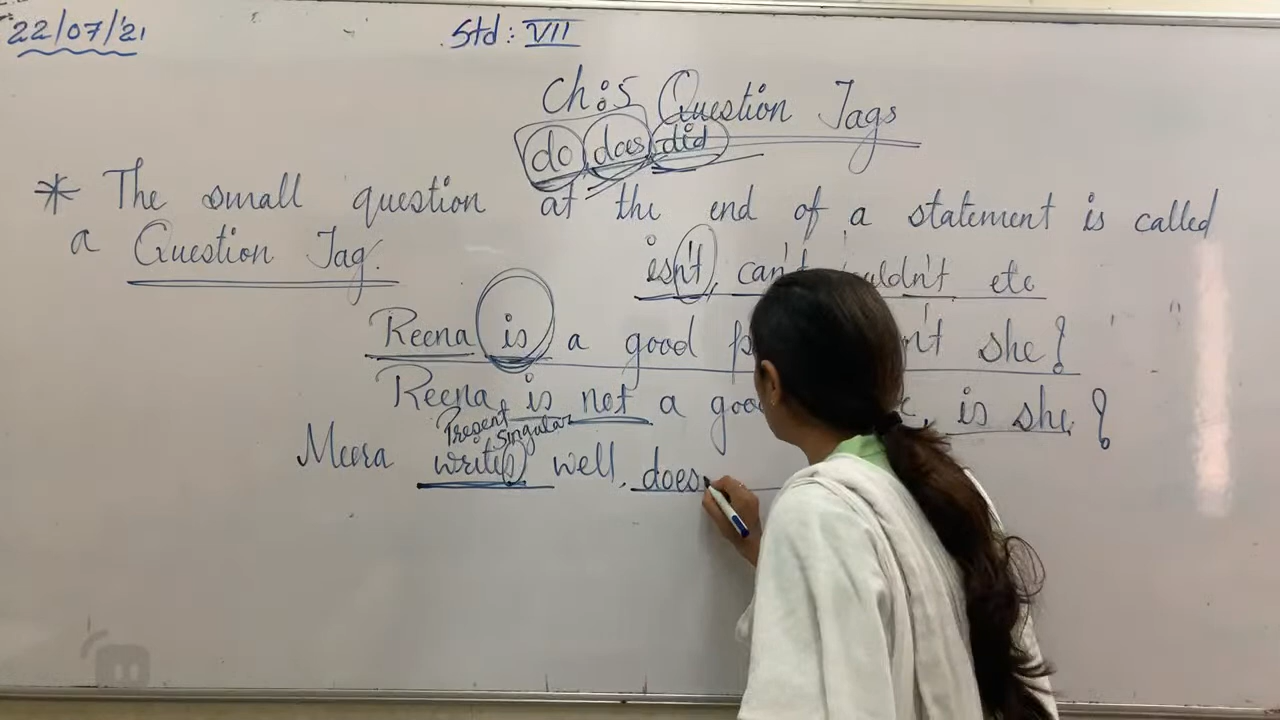 22/07/21
Std: VII
Ch:5 Question Tags
do does did
* The small question at the end of a statement is called
a Question Tag.
isn't, can't uldn't etc
Reena is a good p n't she?
Reena is not a good is she?
Present Singular
Meera writes well, does